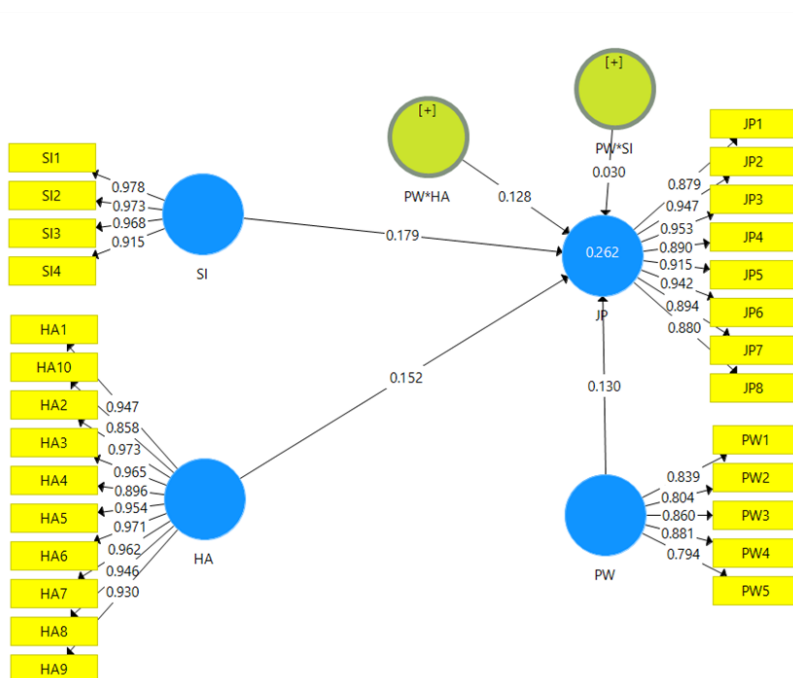 [+]
[+]
PW*HA
PW*SI
0.030
0.128
SI1
SI2
SI3
SI4
0.978
0.973
0.968
0.915
SI
0.179
0.262
JP
JP1
JP2
JP3
JP4
JP5
JP6
JP7
JP8
0.879
0.947
0.953
0.890
0.915
0.942
0.894
0.880
HA1
HA10
HA2
HA3
HA4
HA5
HA6
HA7
HA8
HA9
0.947
0.858
0.973
0.965
0.896
0.954
0.971
0.962
0.946
0.930
HA
0.152
0.130
PW
PW1
PW2
PW3
PW4
PW5
0.839
0.804
0.860
0.881
0.794